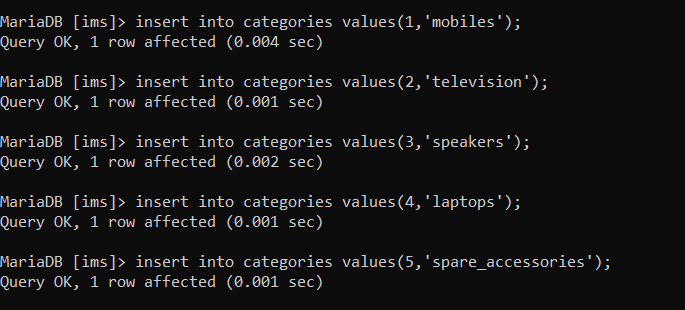 MariaDB [ims]> insert into categories values(1,'mobiles');
Query OK, 1 row affected (0.004 sec)
MariaDB [ims]> insert into categories values(2,'television');
Query OK, 1 row affected (0.001 sec)
MariaDB [ims]> insert into categories values(3,'speakers');
Query OK, 1 row affected (0.002 sec)
MariaDB [ims]> insert into categories values(4,'laptops');
Query OK, 1 row affected (0.001 sec)
MariaDB [ims]> insert into categories values(5,'spare_accessories');
Query OK, 1 row affected (0.001 sec)